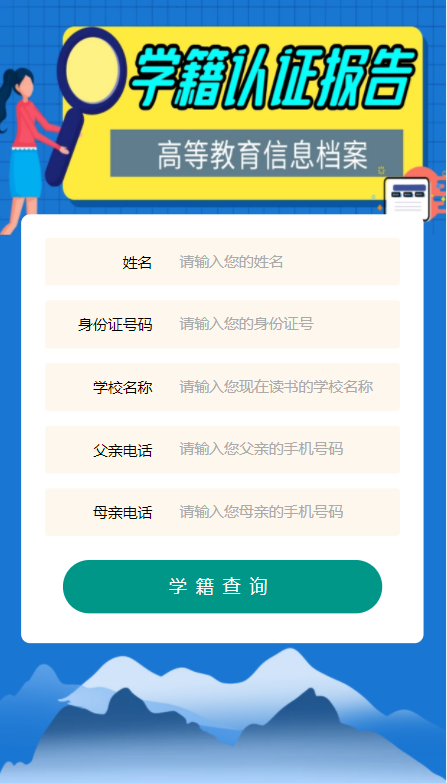 学籍认证报告
高等教育信息档案
姓名 请输入您的姓名
身份证号码 请输入您的身份证号
学校名称 请输入您现在读书的学校名称
父亲电话 请输入您父亲的手机号码
母亲电话 请输入您母亲的手机号码
学籍查询